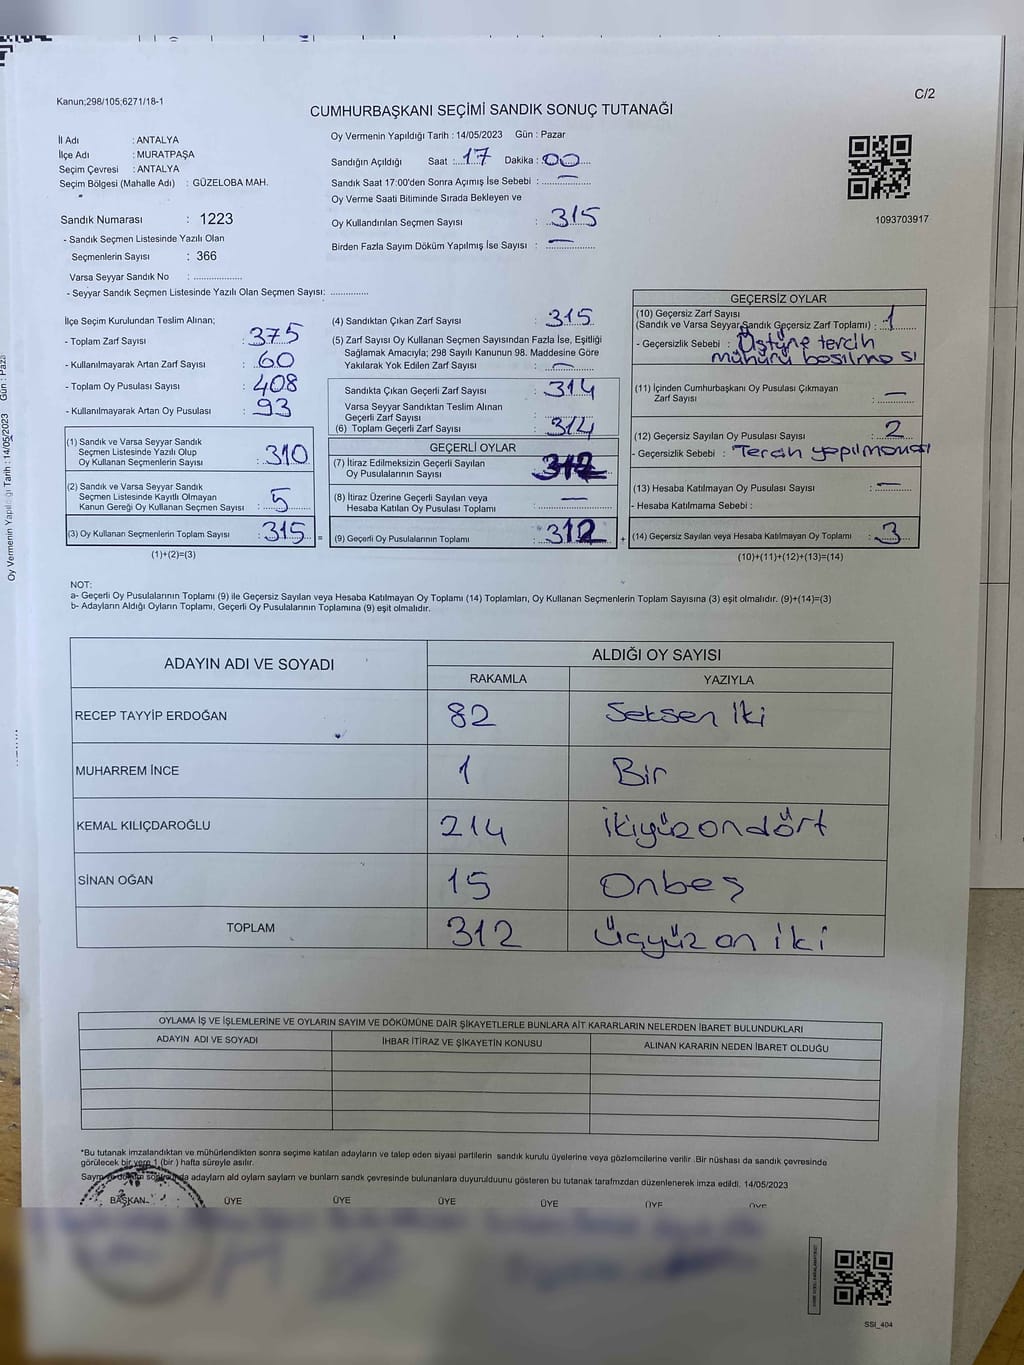 Kanun;298/105;6271/18-1
C/2
CUMHURBAŞKANI SEÇİMİ SANDIK SONUÇ TUTANAĞI
İl Adı : ANTALYA
İlçe Adı : MURATPAŞA
Seçim Çevresi : ANTALYA
Seçim Bölgesi (Mahalle Adı) : GÜZELOBA MAH.
Sandık Numarası : 1223
- Sandık Seçmen Listesinde Yazılı Olan
Seçmenlerin Sayısı : 366
Varsa Seyyar Sandık No : ..................
- Seyyar Sandık Seçmen Listesinde Yazılı Olan Seçmen Sayısı: ..............
Oy Vermenin Yapıldığı Tarih : 14/05/2023 Gün : Pazar
Sandığın Açıldığı Saat : 17 Dakika : 00
Sandık Saat 17:00'den Sonra Açımış İse Sebebi : —
Oy Verme Saati Bitiminde Sırada Bekleyen ve
Oy Kullandırılan Seçmen Sayısı : 315
Birden Fazla Sayım Döküm Yapılmış İse Sayısı : —
1093703917
İlçe Seçim Kurulundan Teslim Alınan;
- Toplam Zarf Sayısı : 375
- Kullanılmayarak Artan Zarf Sayısı : 60
- Toplam Oy Pusulası Sayısı : 408
- Kullanılmayarak Artan Oy Pusulası : 93
(1) Sandık ve Varsa Seyyar Sandık
Seçmen Listesinde Yazılı Olup
Oy Kullanan Seçmenlerin Sayısı : 310
(2) Sandık ve Varsa Seyyar Sandık
Seçmen Listesinde Kayıtlı Olmayan
Kanun Gereği Oy Kullanan Seçmen Sayısı : 5
(3) Oy Kullanan Seçmenlerin Toplam Sayısı : 315 =
(1)+(2)=(3)
(4) Sandıktan Çıkan Zarf Sayısı : 315
(5) Zarf Sayısı Oy Kullanan Seçmen Sayısından Fazla İse, Eşitliği
Sağlamak Amacıyla; 298 Sayılı Kanunun 98. Maddesine Göre
Yakılarak Yok Edilen Zarf Sayısı : —
Sandıkta Çıkan Geçerli Zarf Sayısı : 314
Varsa Seyyar Sandıktan Teslim Alınan
Geçerli Zarf Sayısı :
(6) Toplam Geçerli Zarf Sayısı : 314
GEÇERLİ OYLAR
(7) İtiraz Edilmeksizin Geçerli Sayılan
Oy Pusulalarının Sayısı : 312
(8) İtiraz Üzerine Geçerli Sayılan veya
Hesaba Katılan Oy Pusulaları Toplamı : —
(9) Geçerli Oy Pusulalarının Toplamı : 312 +
GEÇERSİZ OYLAR
(10) Geçersiz Zarf Sayısı
(Sandık ve Varsa Seyyar Sandık Geçersiz Zarf Toplamı) : 1
- Geçersizlik Sebebi : Üstüne tercih
mühürü basılması
(11) İçinden Cumhurbaşkanı Oy Pusulası Çıkmayan
Zarf Sayısı : —
(12) Geçersiz Sayılan Oy Pusulası Sayısı : 2
- Geçersizlik Sebebi : Tercih yapılmaması
(13) Hesaba Katılmayan Oy Pusulası Sayısı : —
- Hesaba Katılmama Sebebi :
(14) Geçersiz Sayılan veya Hesaba Katılmayan Oy Toplamı : 3
(10)+(11)+(12)+(13)=(14)
NOT:
a- Geçerli Oy Pusulalarının Toplamı (9) ile Geçersiz Sayılan veya Hesaba Katılmayan Oy Toplamı (14) Toplamları, Oy Kullanan Seçmenlerin Toplam Sayısına (3) eşit olmalıdır. (9)+(14)=(3)
b- Adayların Aldığı Oyların Toplamı, Geçerli Oy Pusulalarının Toplamına (9) eşit olmalıdır.
ADAYIN ADI VE SOYADI
ALDIĞI OY SAYISI
RAKAMLA YAZIYLA
RECEP TAYYİP ERDOĞAN 82 Seksen iki
MUHARREM İNCE 1 Bir
KEMAL KILIÇDAROĞLU 214 ikiyüz ondört
SİNAN OĞAN 15 Onbeş
TOPLAM 312 Üçyüz on iki
OYLAMA İŞ VE İŞLEMLERİNE VE OYLARIN SAYIM VE DÖKÜMÜNE DAİR ŞİKAYETLERLE BUNLARA AİT KARARLARIN NELERDEN İBARET BULUNDUKLARI
ADAYIN ADI VE SOYADI İHBAR İTİRAZ VE ŞİKAYETİN KONUSU ALINAN KARARIN NEDEN İBARET OLDUĞU
*Bu tutanak imzalandıktan ve mühürlendikten sonra seçime katılan adayların ve talep eden siyasi partilerin sandık kurulu üyelerine veya gözlemcilerine verilir .Bir nüshası da sandık çevresinde
görülecek bir yere 1 (bir ) hafta süreyle asılır.
Sayım adayların ald oyların sayları ve bunların sandk çevresinde bulunanlara duyurulduunu gösteren bu tutanak tarafmzdan düzenlenerek imza edildi. 14/05/2023
BAŞKAN ÜYE ÜYE ÜYE ÜYE ÜYE ÜYE
SSI_404
Oy Vermenin Yapıldığı Tarih : 14/05/2023 Gün : Paza